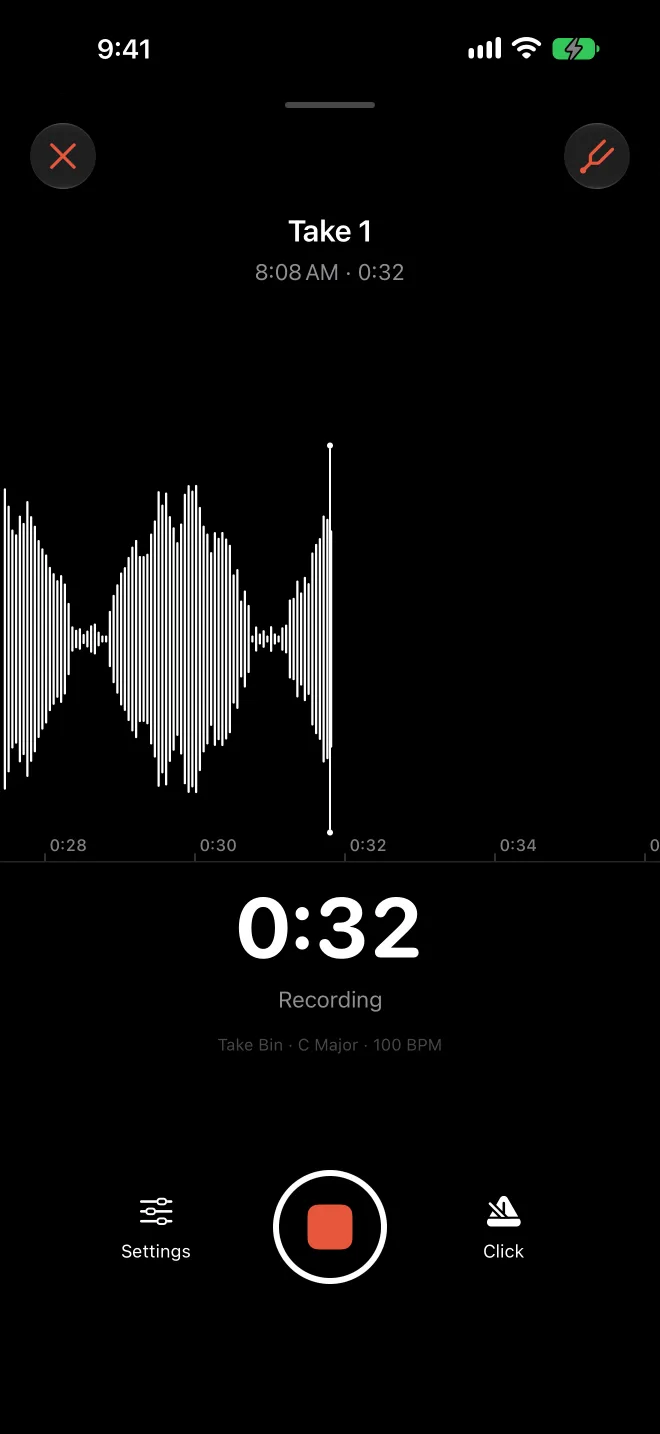 9:41
Take 1
8:08 AM · 0:32
0:28 0:30 0:32 0:34 0
0:32
Recording
Take Bin · C Major · 100 BPM
Settings Click